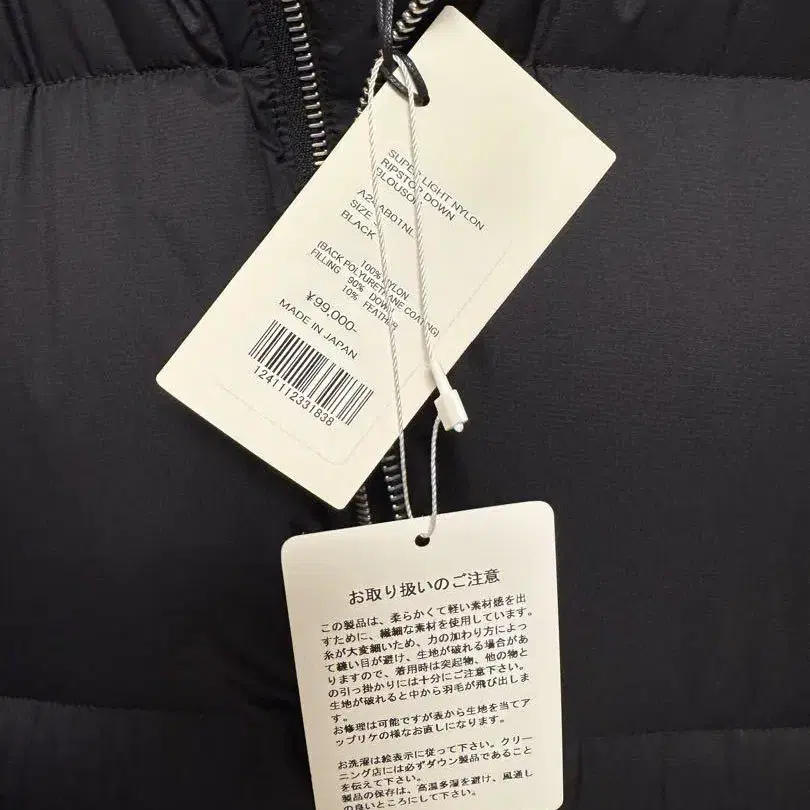 SUPER LIGHT NYLON
RIPSTOP DOWN
BLOUSON
SIZE
BLACK
100% NYLON
(BACK POLYURETHANE COATING)
FILLING 90% DOWN
10% FEATHER
¥99,000-
MADE IN JAPAN
1241112331838
お取り扱いのご注意
この製品は、柔らかくて軽い素材感を出
すために、繊細な素材を使用しています。
糸が大変細いため、力の加わり方によっ
て縫い目が避け、生地が破れる場合があ
りますので、着用時は突起物、他の物と
の引っ掛かりには十分にご注意下さい。
生地が破れると中から羽毛が飛び出しま
す。
お修理は可能ですが表から生地を当てア
ップリケの様なお直しになります。
お洗濯は絵表示に従って下さい。クリー
ニング店には必ずダウン製品であること
を伝えて下さい。
製品の保存は、高温多湿を避け、風通し
の良いところにして下さい。